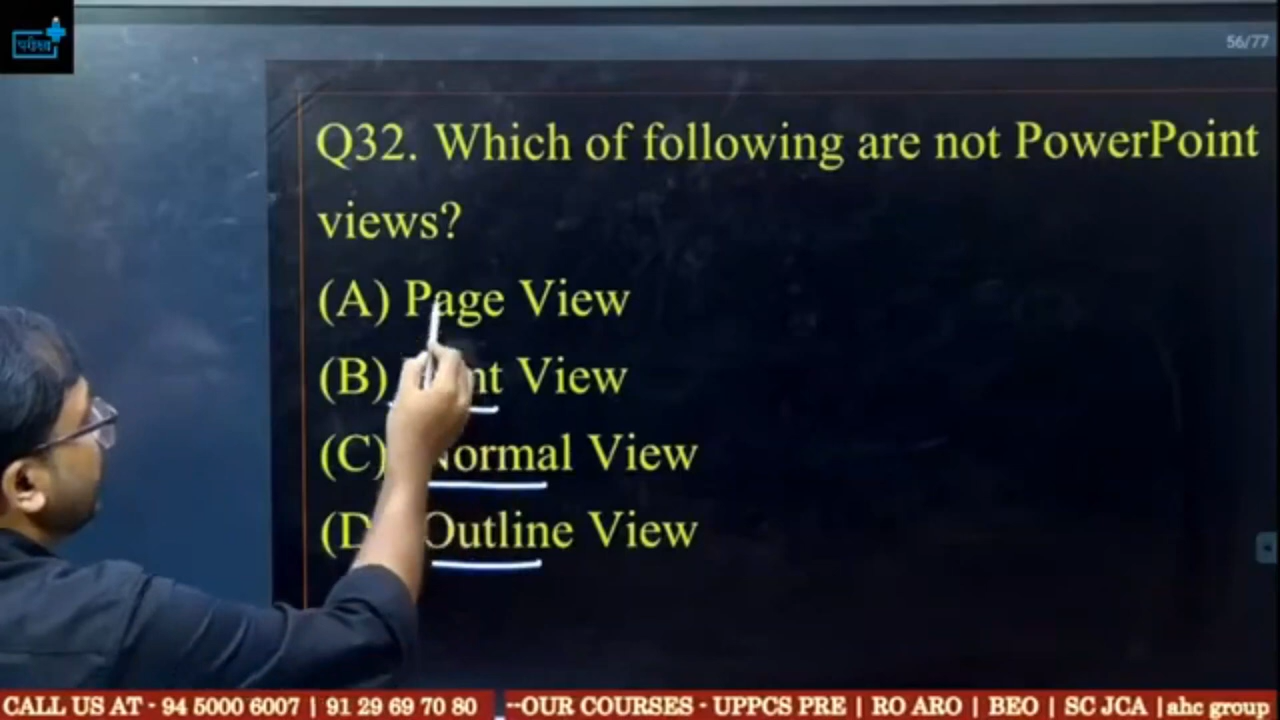 परीक्षा
56/77
Q32. Which of following are not PowerPoint
views?
(A) Page View
(B) View
(C) Normal View
(D Outline View
CALL US AT - 94 5000 6007 | 91 29 69 70 80 --OUR COURSES - UPPCS PRE | RO ARO | BEO | SC JCA | ahc group